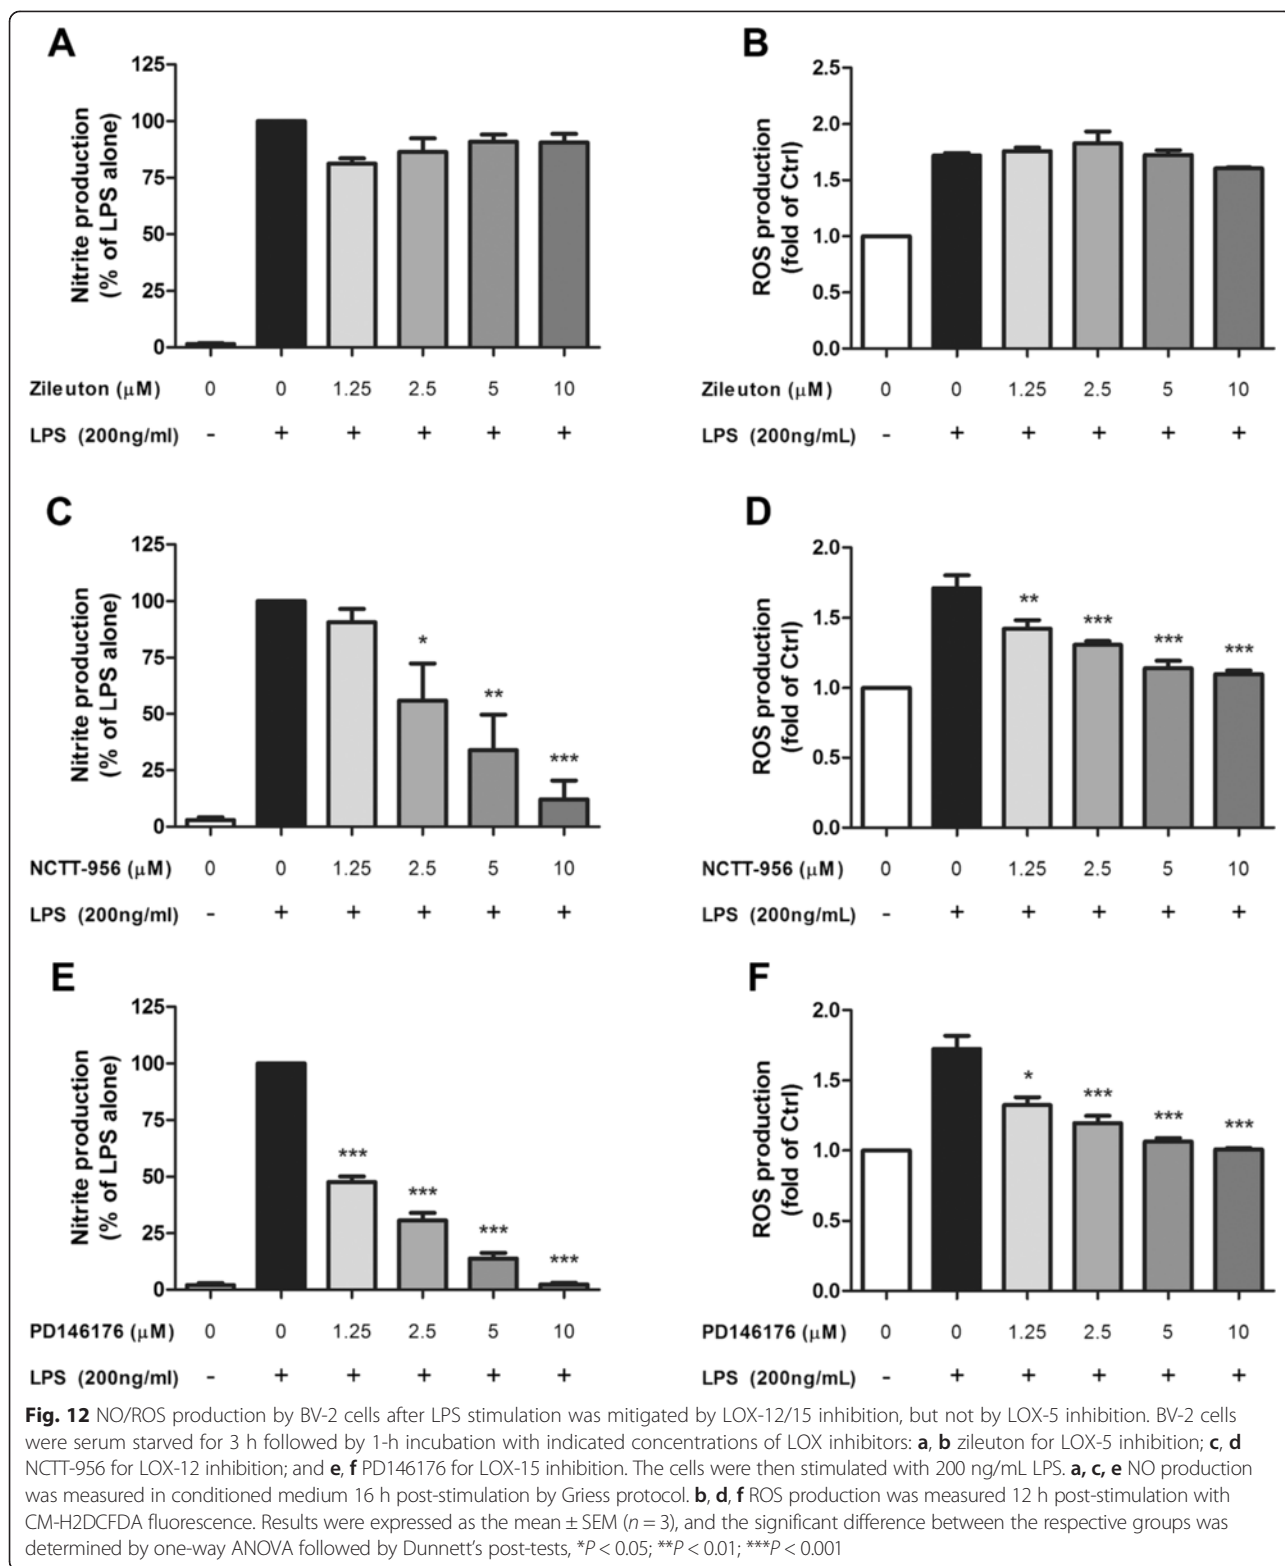 A
Nitrite production
(% of LPS alone)
125
100
75
50
25
0
Zileuton (μM) 0 0 1.25 2.5 5 10
LPS (200ng/ml) - + + + + +
B
ROS production
(fold of Ctrl)
2.5
2.0
1.5
1.0
0.5
0.0
Zileuton (μM) 0 0 1.25 2.5 5 10
LPS (200ng/mL) - + + + + +
C
Nitrite production
(% of LPS alone)
125
100
75
50
25
0
*
**
***
NCTT-956 (μM) 0 0 1.25 2.5 5 10
LPS (200ng/ml) - + + + + +
D
ROS production
(fold of Ctrl)
2.0
1.5
1.0
0.5
0.0
**
***
***
***
NCTT-956 (μM) 0 0 1.25 2.5 5 10
LPS (200ng/mL) - + + + + +
E
Nitrite production
(% of LPS alone)
125
100
75
50
25
0
***
***
***
***
PD146176 (μM) 0 0 1.25 2.5 5 10
LPS (200ng/ml) - + + + + +
F
ROS production
(fold of Ctrl)
2.0
1.5
1.0
0.5
0.0
*
***
***
***
PD146176 (μM) 0 0 1.25 2.5 5 10
LPS (200ng/mL) - + + + + +
Fig. 12 NO/ROS production by BV-2 cells after LPS stimulation was mitigated by LOX-12/15 inhibition, but not by LOX-5 inhibition. BV-2 cells
were serum starved for 3 h followed by 1-h incubation with indicated concentrations of LOX inhibitors: a, b zileuton for LOX-5 inhibition; c, d
NCTT-956 for LOX-12 inhibition; and e, f PD146176 for LOX-15 inhibition. The cells were then stimulated with 200 ng/mL LPS. a, c, e NO production
was measured in conditioned medium 16 h post-stimulation by Griess protocol. b, d, f ROS production was measured 12 h post-stimulation with
CM-H2DCFDA fluorescence. Results were expressed as the mean ± SEM (n = 3), and the significant difference between the respective groups was
determined by one-way ANOVA followed by Dunnett's post-tests, *P < 0.05; **P < 0.01; ***P < 0.001